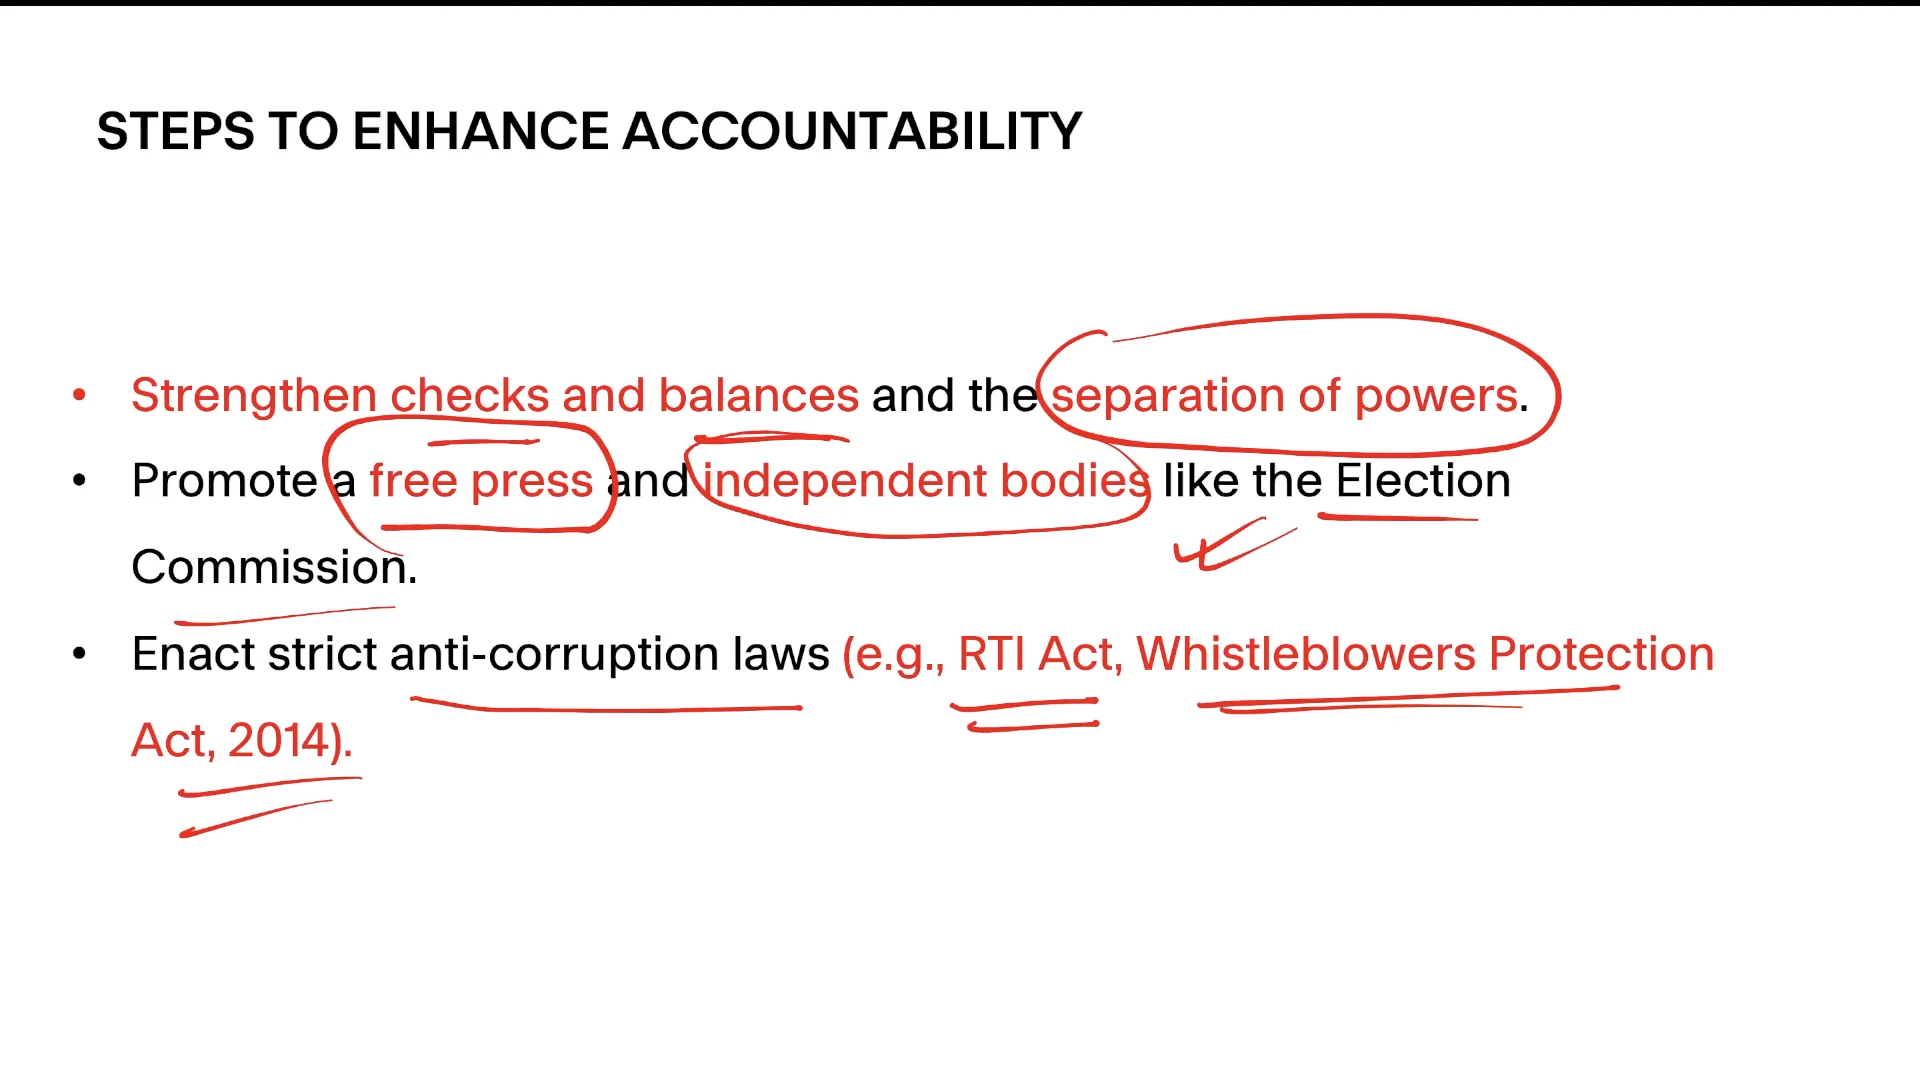 STEPS TO ENHANCE ACCOUNTABILITY
• Strengthen checks and balances and the separation of powers.
• Promote a free press and independent bodies like the Election
Commission.
• Enact strict anti-corruption laws (e.g., RTI Act, Whistleblowers Protection
Act, 2014).